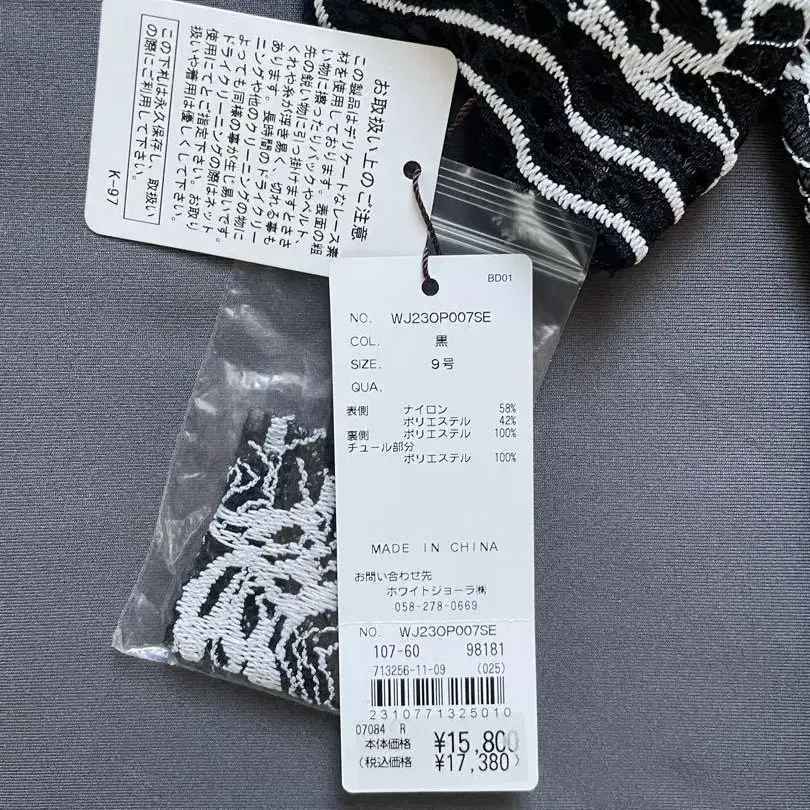 お取扱い上のご注意
この製品はデリケートなレース素
材を使用しております。表面の粗
い物に擦ったりバックやベルト、
先の鋭い物に引っ掛けますとささ
くれや糸が浮き易く、切れる事も
あります。長時間のドライクリー
ニングや他のクリーニングの物に
よっても同様の事が生じ易いです。
ドライクリーニングの際はネット
使用にてとご指定下さい。お取り
扱いや着用は優しくして下さい。
この下札は永久保存し、取扱い
の際にご利用して下さい。
K-97
BD01
NO. WJ23OP007SE
COL. 黒
SIZE. 9号
QUA.
表側 ナイロン 58%
ポリエステル 42%
裏側 ポリエステル 100%
チュール部分
ポリエステル 100%
MADE IN CHINA
お問い合わせ先
ホワイトジョーラ㈱
058-278-0669
NO. WJ23OP007SE
107-60 98181
713256-11-09 (025)
2310771325010
07084 R
本体価格 ¥15,800
(税込価格 ¥17,380)